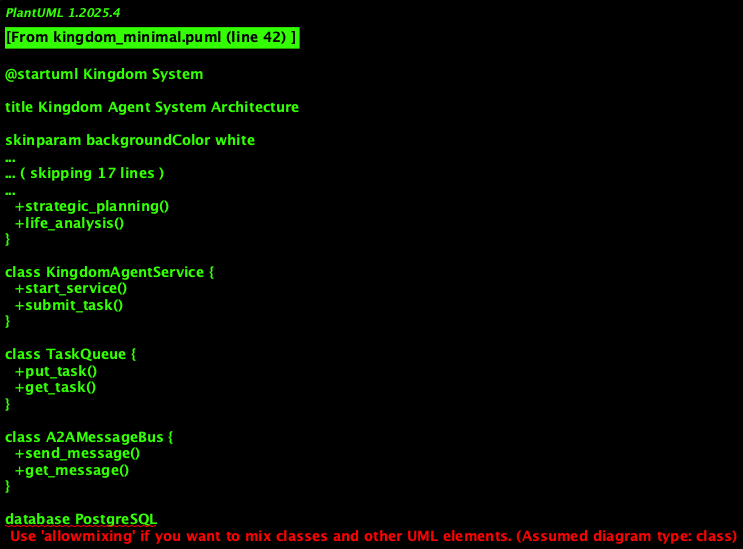 PlantUML 1.2025.4
[From kingdom_minimal.puml (line 42) ]
@startuml Kingdom System
title Kingdom Agent System Architecture
skinparam backgroundColor white
...
... ( skipping 17 lines )
...
+strategic_planning()
+life_analysis()
}
class KingdomAgentService {
+start_service()
+submit_task()
}
class TaskQueue {
+put_task()
+get_task()
}
class A2AMessageBus {
+send_message()
+get_message()
}
database PostgreSQL
Use 'allowmixing' if you want to mix classes and other UML elements. (Assumed diagram type: class)